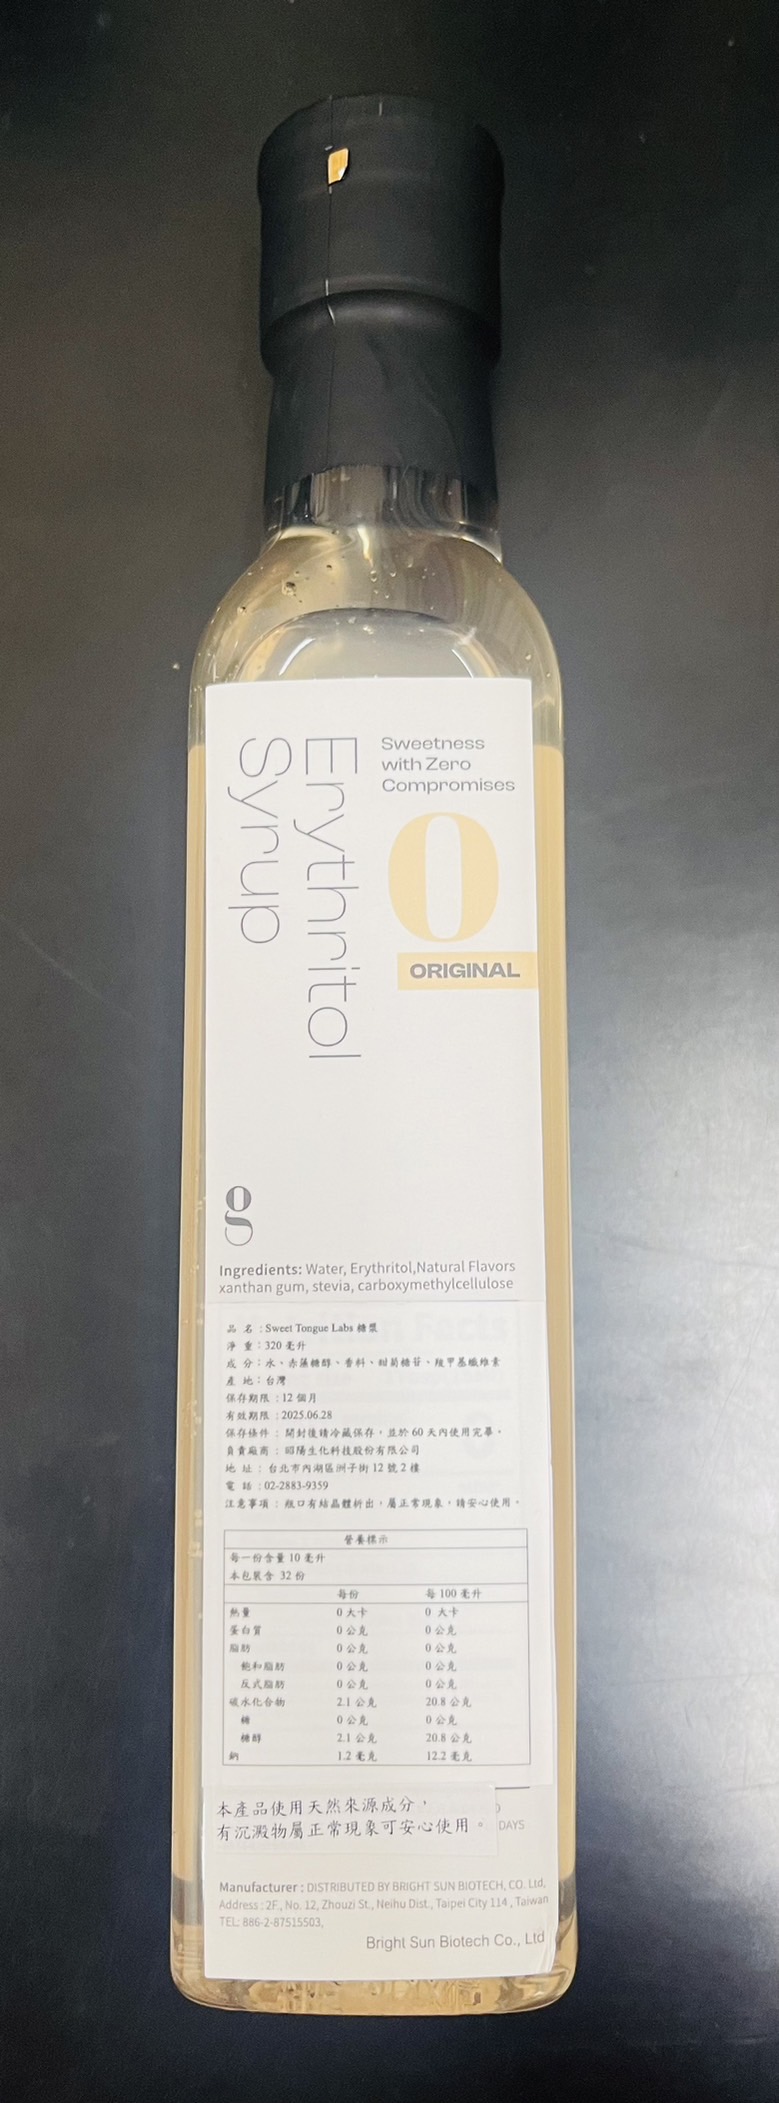 Sweetness
with Zero
Compromises
0
ORIGINAL
Erythritol
Syrup
g
Ingredients: Water, Erythritol,Natural Flavors
xanthan gum, stevia, carboxymethylcellulose
品 名：Sweet Tongue Labs 糖漿
淨 重：320 毫升
成 分：水、赤藻糖醇、香料、甜菊糖苷、羧甲基纖維素
產 地：台灣
保存期限：12 個月
有效期限：2025.06.28
保存條件：開封後請冷藏保存，並於 60 天內使用完畢。
負責廠商：昭陽生化科技股份有限公司
地 址：台北市內湖區洲子街 12 號 2 樓
電 話：02-2883-9359
注意事項：瓶口有結晶體析出，屬正常現象，請安心使用。
營養標示
每一份含量 10 毫升
本包裝含 32 份
每份 每 100 毫升
熱量 0 大卡 0 大卡
蛋白質 0 公克 0 公克
脂肪 0 公克 0 公克
飽和脂肪 0 公克 0 公克
反式脂肪 0 公克 0 公克
碳水化合物 2.1 公克 20.8 公克
糖 0 公克 0 公克
糖醇 2.1 公克 20.8 公克
鈉 1.2 毫克 12.2 毫克
本產品使用天然來源成分，
有沉澱物屬正常現象可安心使用。
DAYS
Manufacturer : DISTRIBUTED BY BRIGHT SUN BIOTECH, CO. Ltd.
Address : 2F., No. 12, Zhouzi St., Neihu Dist., Taipei City 114 , Taiwan
TEL: 886-2-87515503,
Bright Sun Biotech Co., Ltd